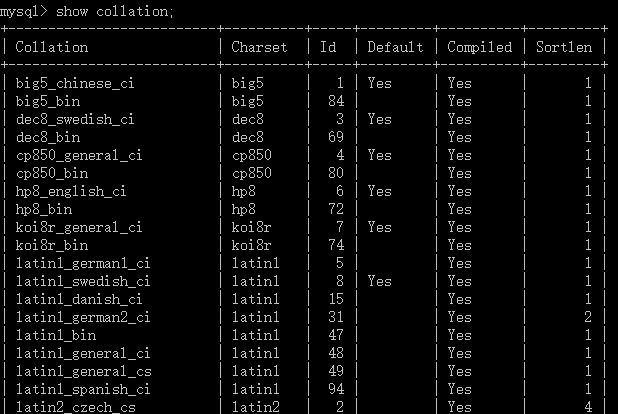 mysql> show collation;
+--------------------------+----------+-----+---------+----------+---------+
| Collation | Charset | Id | Default | Compiled | Sortlen |
+--------------------------+----------+-----+---------+----------+---------+
| big5_chinese_ci | big5 | 1 | Yes | Yes | 1 |
| big5_bin | big5 | 84 | | Yes | 1 |
| dec8_swedish_ci | dec8 | 3 | Yes | Yes | 1 |
| dec8_bin | dec8 | 69 | | Yes | 1 |
| cp850_general_ci | cp850 | 4 | Yes | Yes | 1 |
| cp850_bin | cp850 | 80 | | Yes | 1 |
| hp8_english_ci | hp8 | 6 | Yes | Yes | 1 |
| hp8_bin | hp8 | 72 | | Yes | 1 |
| koi8r_general_ci | koi8r | 7 | Yes | Yes | 1 |
| koi8r_bin | koi8r | 74 | | Yes | 1 |
| latin1_german1_ci | latin1 | 5 | | Yes | 1 |
| latin1_swedish_ci | latin1 | 8 | Yes | Yes | 1 |
| latin1_danish_ci | latin1 | 15 | | Yes | 1 |
| latin1_german2_ci | latin1 | 31 | | Yes | 2 |
| latin1_bin | latin1 | 47 | | Yes | 1 |
| latin1_general_ci | latin1 | 48 | | Yes | 1 |
| latin1_general_cs | latin1 | 49 | | Yes | 1 |
| latin1_spanish_ci | latin1 | 94 | | Yes | 1 |
| latin2_czech_cs | latin2 | 2 | | Yes | 4 |